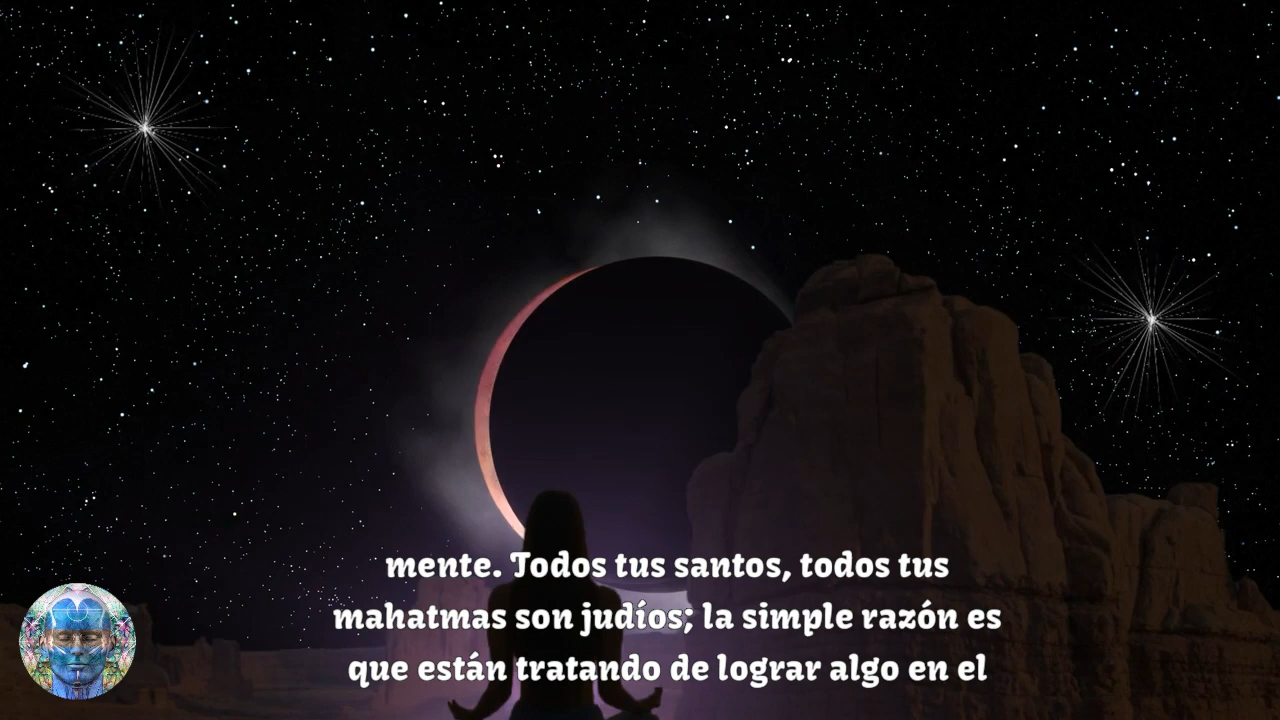 mente. Todos tus santos, todos tus
mahatmas son judíos; la simple razón es
que están tratando de lograr algo en el